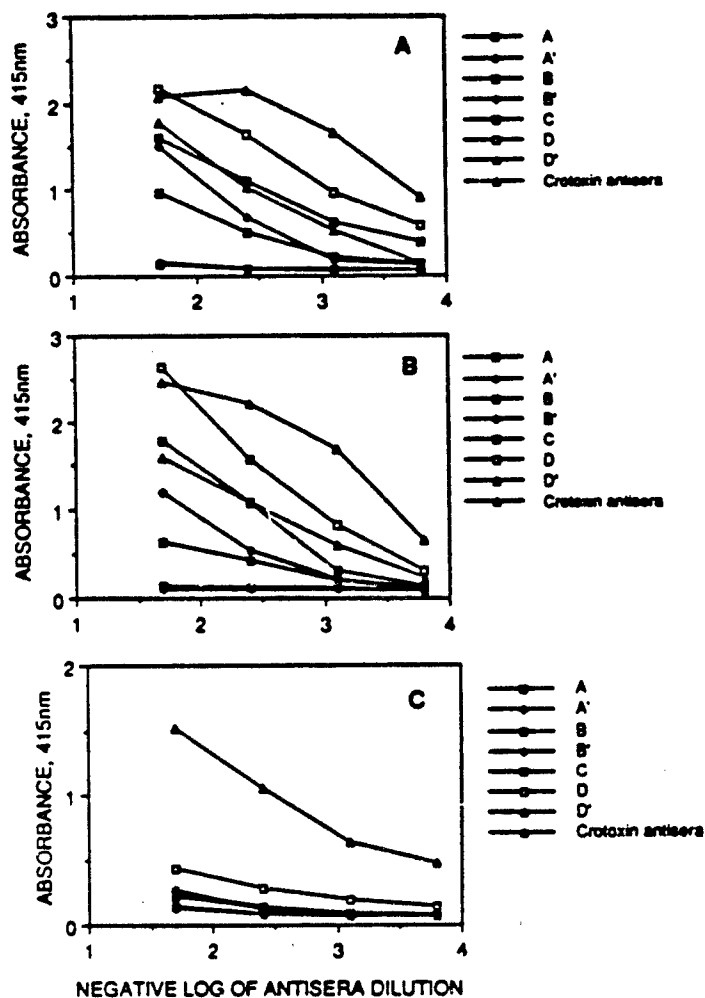 A
ABSORBANCE, 415nm
3
2
1
0
1
2
3
4
A
A'
B
B'
C
D
D'
Crotoxin antisera
B
ABSORBANCE, 415nm
3
2
1
0
1
2
3
4
A
A'
B
B'
C
D
D'
Crotoxin antisera
C
ABSORBANCE, 415nm
2
1
0
1
2
3
4
A
A'
B
B'
C
D
D'
Crotoxin antisera
NEGATIVE LOG OF ANTISERA DILUTION